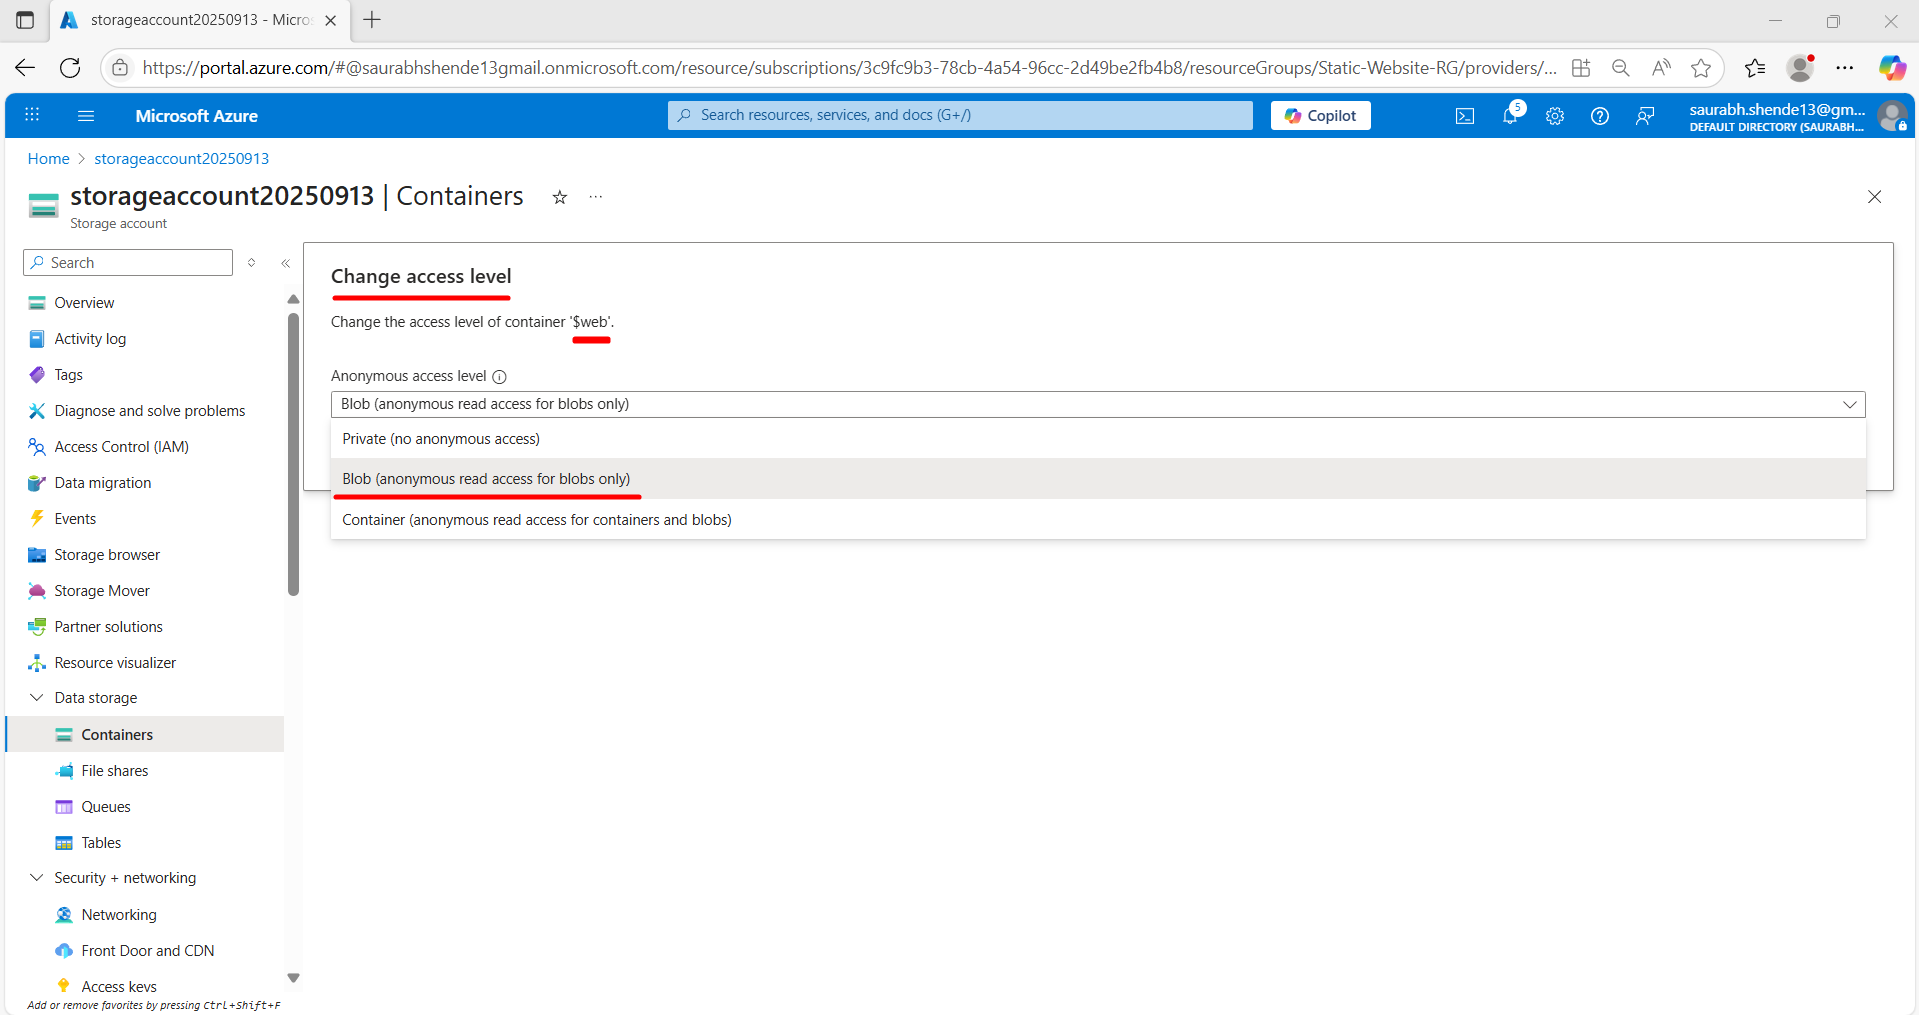 storageaccount20250913 - Micros
https://portal.azure.com/#@saurabhshende13gmail.onmicrosoft.com/resource/subscriptions/3c9fc9b3-78cb-4a54-96cc-2d49be2fb4b8/resourceGroups/Static-Website-RG/providers/...
Microsoft Azure
Search resources, services, and docs (G+/)
Copilot
5
saurabh.shende13@gm...
DEFAULT DIRECTORY (SAURABH...
Home > storageaccount20250913
storageaccount20250913 | Containers
Storage account
Search
Overview
Activity log
Tags
Diagnose and solve problems
Access Control (IAM)
Data migration
Events
Storage browser
Storage Mover
Partner solutions
Resource visualizer
Data storage
Containers
File shares
Queues
Tables
Security + networking
Networking
Front Door and CDN
Access keys
Add or remove favorites by pressing Ctrl+Shift+F
Change access level
Change the access level of container '$web'.
Anonymous access level
Blob (anonymous read access for blobs only)
Private (no anonymous access)
Blob (anonymous read access for blobs only)
Container (anonymous read access for containers and blobs)